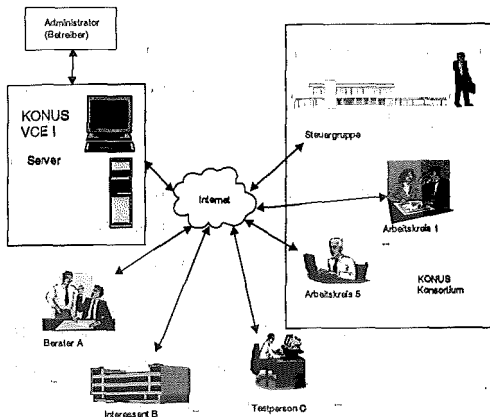 Administrator
(Betreiber)
KONUS
VCE I
Server
Internet
Steuergruppe
Arbeitskreis 1
Arbeitskreis 5
KONUS
Konsortium
Berater A
Interessent B
Testperson C